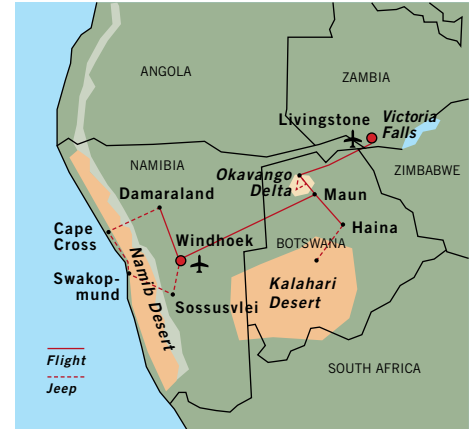 ANGOLA
ZAMBIA
Livingstone
Victoria
Falls
NAMIBIA
Okavango
Delta
ZIMBABWE
Damaraland
Maun
Cape
Cross
Windhoek
Haina
BOTSWANA
Namib Desert
Swakop-
mund
Sossusvlei
Kalahari
Desert
Flight
Jeep
SOUTH AFRICA